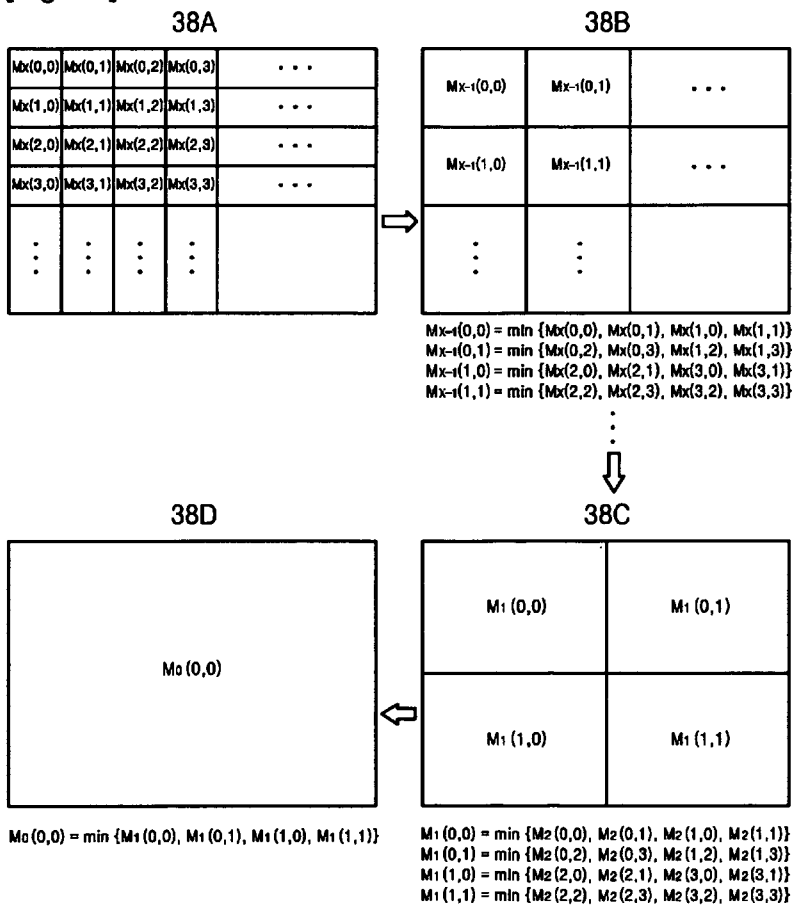 38A
Mx(0,0) Mx(0,1) Mx(0,2) Mx(0,3) . . .
Mx(1,0) Mx(1,1) Mx(1,2) Mx(1,3) . . .
Mx(2,0) Mx(2,1) Mx(2,2) Mx(2,3) . . .
Mx(3,0) Mx(3,1) Mx(3,2) Mx(3,3) . . .
38B
Mx-1(0,0) Mx-1(0,1) . . .
Mx-1(1,0) Mx-1(1,1) . . .
Mx-1(0,0) = min {Mx(0,0), Mx(0,1), Mx(1,0), Mx(1,1)}
Mx-1(0,1) = min {Mx(0,2), Mx(0,3), Mx(1,2), Mx(1,3)}
Mx-1(1,0) = min {Mx(2,0), Mx(2,1), Mx(3,0), Mx(3,1)}
Mx-1(1,1) = min {Mx(2,2), Mx(2,3), Mx(3,2), Mx(3,3)}
38D
M0 (0,0)
M0 (0,0) = min {M1 (0,0), M1 (0,1), M1 (1,0), M1 (1,1)}
38C
M1 (0,0) M1 (0,1)
M1 (1,0) M1 (1,1)
M1 (0,0) = min {M2 (0,0), M2 (0,1), M2 (1,0), M2 (1,1)}
M1 (0,1) = min {M2 (0,2), M2 (0,3), M2 (1,2), M2 (1,3)}
M1 (1,0) = min {M2 (2,0), M2 (2,1), M2 (3,0), M2 (3,1)}
M1 (1,1) = min {M2 (2,2), M2 (2,3), M2 (3,2), M2 (3,3)}